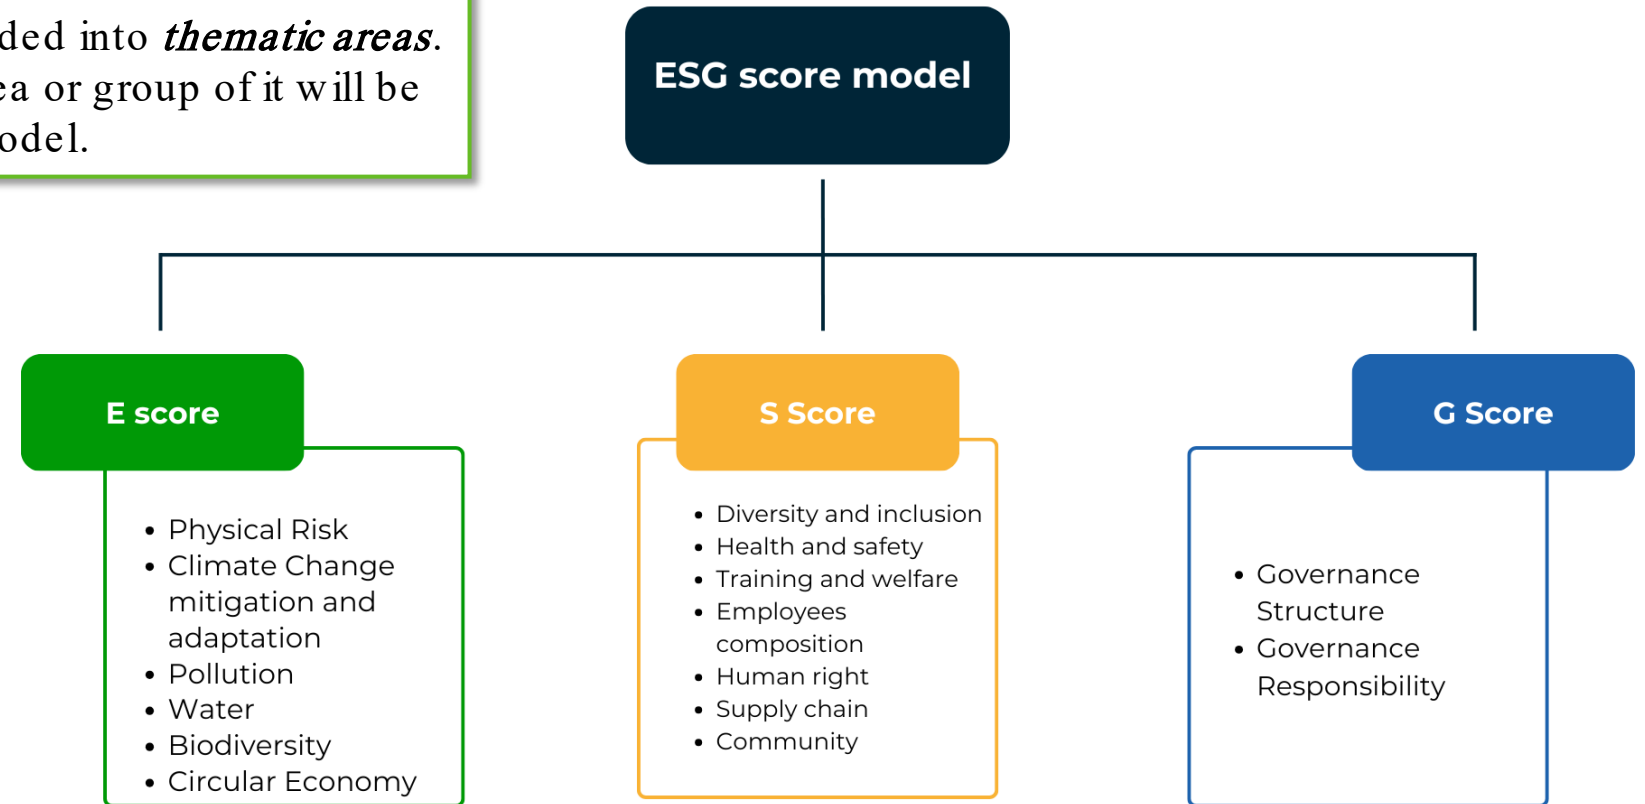 ded into thematic areas.
ea or group of it will be
odel.
ESG score model
E score
• Physical Risk
• Climate Change
mitigation and
adaptation
• Pollution
• Water
• Biodiversity
• Circular Economy
S Score
• Diversity and inclusion
• Health and safety
• Training and welfare
• Employees
composition
• Human right
• Supply chain
• Community
G Score
• Governance
Structure
• Governance
Responsibility